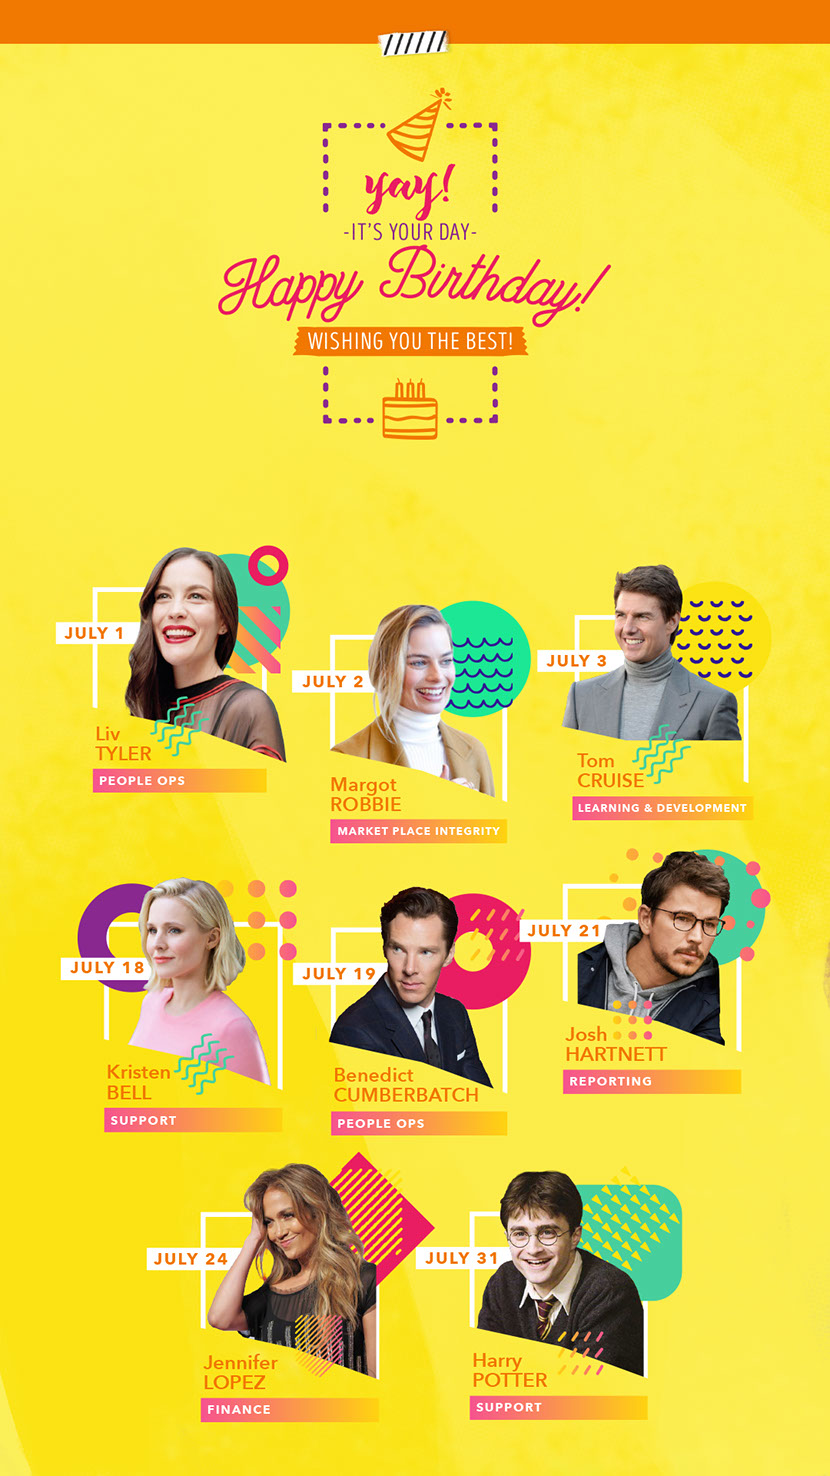 yay!
-IT'S YOUR DAY-
Happy Birthday!
WISHING YOU THE BEST!
JULY 1
Liv
TYLER
PEOPLE OPS
JULY 2
Margot
ROBBIE
MARKET PLACE INTEGRITY
JULY 3
Tom
CRUISE
LEARNING & DEVELOPMENT
JULY 18
Kristen
BELL
SUPPORT
JULY 19
Benedict
CUMBERBATCH
PEOPLE OPS
JULY 21
Josh
HARTNETT
REPORTING
JULY 24
Jennifer
LOPEZ
FINANCE
JULY 31
Harry
POTTER
SUPPORT